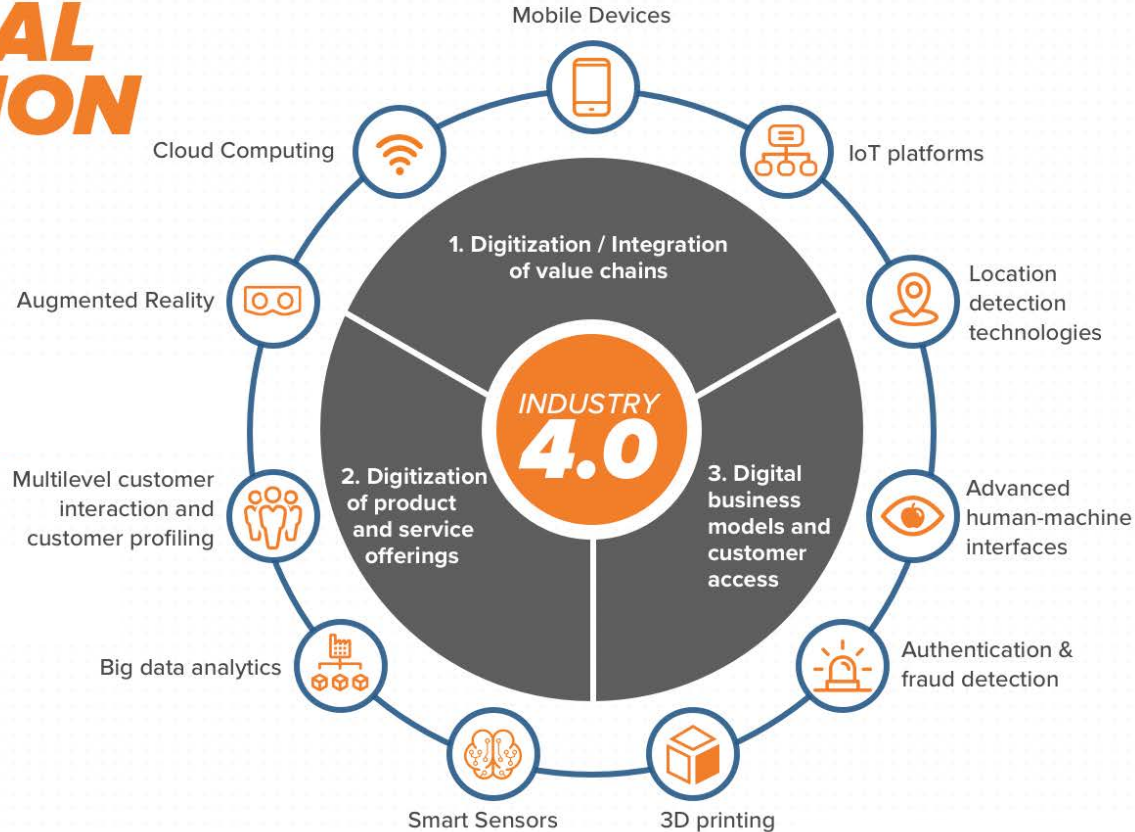 AL
ION
Mobile Devices
Cloud Computing
IoT platforms
1. Digitization / Integration
of value chains
Augmented Reality
Location
detection
technologies
INDUSTRY
4.0
Multilevel customer
interaction and
customer profiling
2. Digitization
of product
and service
offerings
3. Digital
business
models and
customer
access
Advanced
human-machine
interfaces
Big data analytics
Authentication &
fraud detection
Smart Sensors
3D printing